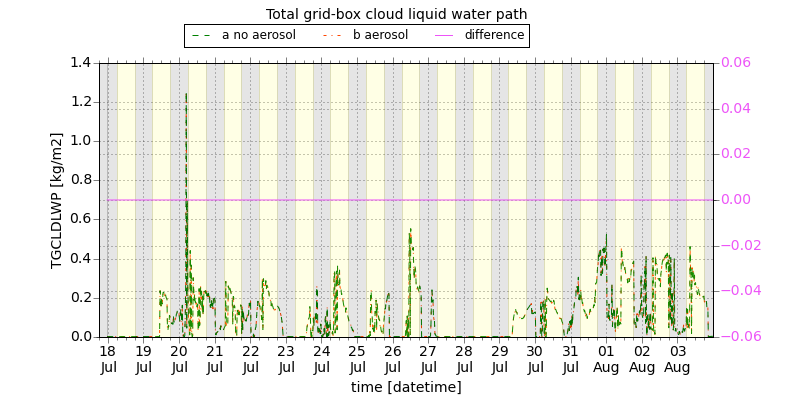 Total grid-box cloud liquid water path
a no aerosol b aerosol difference
1.4 0.06
1.2 0.04
1.0 0.02
0.8 0.00
0.6 −0.02
0.4 −0.04
0.2 −0.06
0.0
TGCLDLWP [kg/m2]
18 19 20 21 22 23 24 25 26 27 28 29 30 31 01 02 03
Jul Jul Jul Jul Jul Jul Jul Jul Jul Jul Jul Jul Jul Jul Aug Aug Aug
time [datetime]